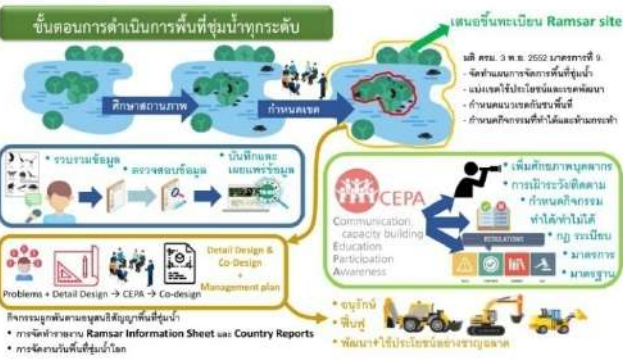 ขั้นตอนการดำเนินการพื้นที่ชุ่มน้ำทุกระดับ
เสนอขึ้นทะเบียน Ramsar site
มติ ครม. 3 พ.ย. 2552 มาตรการที่ 9.
- จัดทำแผนการจัดการพื้นที่ชุ่มน้ำ
- แบ่งเขตใช้ประโยชน์และเขตพัฒนา
- กำหนดแนวเขตกันชนพื้นที่
- กำหนดกิจกรรมที่ทำได้และห้ามกระทำ
ศึกษาสถานภาพ
กำหนดเขต
• รวบรวมข้อมูล
• ตรวจสอบข้อมูล
• บันทึกและ
เผยแพร่ข้อมูล
CEPA
Communication,
capacity building
Education
Participation
Awareness
• เพิ่มศักยภาพบุคลากร
• การเฝ้าระวัง/ติดตาม
• กำหนดกิจกรรม
ทำได้/ทำไม่ได้
REGULATIONS
• กฎ ระเบียบ
• มาตรการ
• มาตรฐาน
Detail Design &
Co-Design
+
Management plan
Problems + Detail Design → CEPA → Co-design
กิจกรรมผูกพันตามอนุสนธิสัญญาพื้นที่ชุ่มน้ำ
• การจัดทำรายงาน Ramsar Information Sheet และ Country Reports
• การจัดงานวันพื้นที่ชุ่มน้ำโลก
• อนุรักษ์
• ฟื้นฟู
• พัฒนา+ใช้ประโยชน์อย่างชาญฉลาด